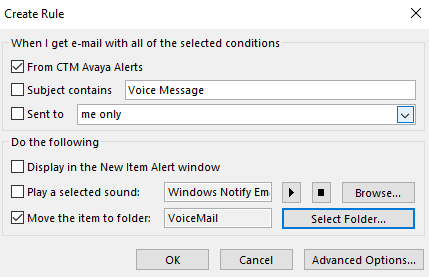 Create Rule
When I get e-mail with all of the selected conditions
From CTM Avaya Alerts
Subject contains Voice Message
Sent to me only
Do the following
Display in the New Item Alert window
Play a selected sound: Windows Notify Em Browse...
Move the item to folder: VoiceMail Select Folder...
OK Cancel Advanced Options...